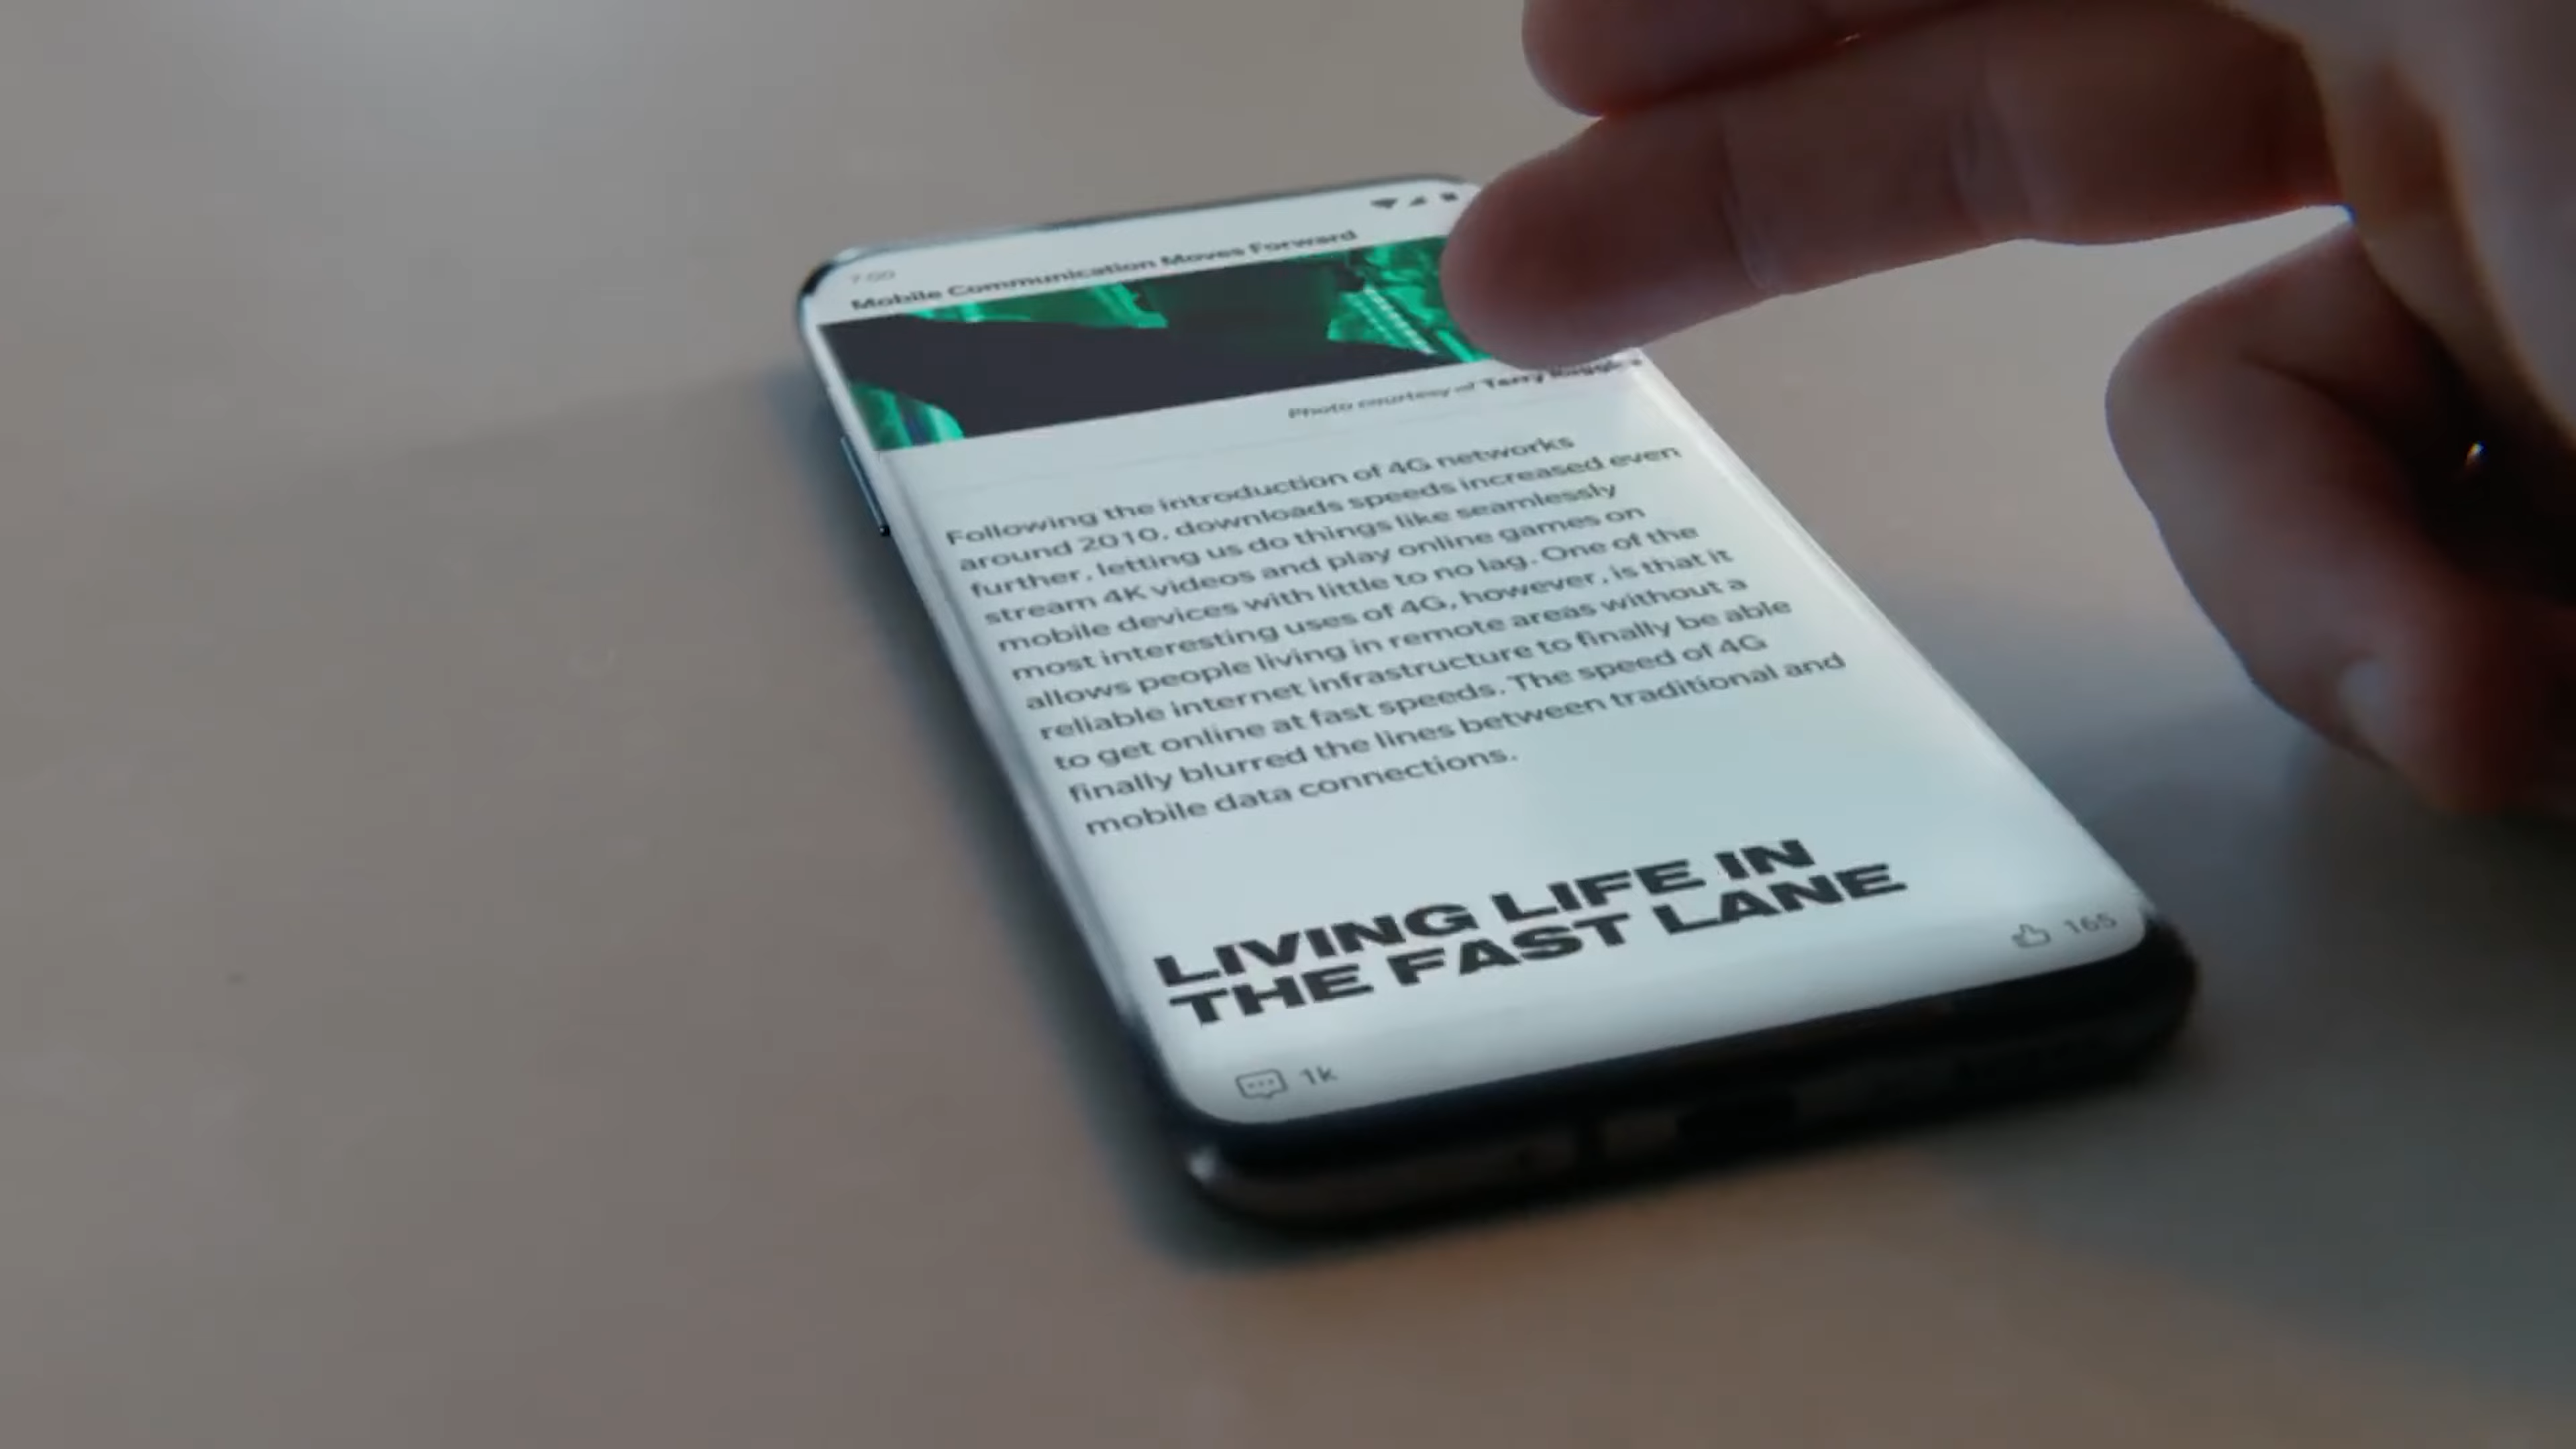 7:00
Mobile Communication Moves Forward
Photo courtesy of Terry
Following the introduction of 4G networks
around 2010, downloads speeds increased even
further, letting us do things like seamlessly
stream 4K videos and play online games on
mobile devices with little to no lag. One of the
most interesting uses of 4G, however, is that it
allows people living in remote areas without a
reliable internet infrastructure to finally be able
to get online at fast speeds. The speed of 4G
finally blurred the lines between traditional and
mobile data connections.
LIVING LIFE IN
THE FAST LANE
165
1k